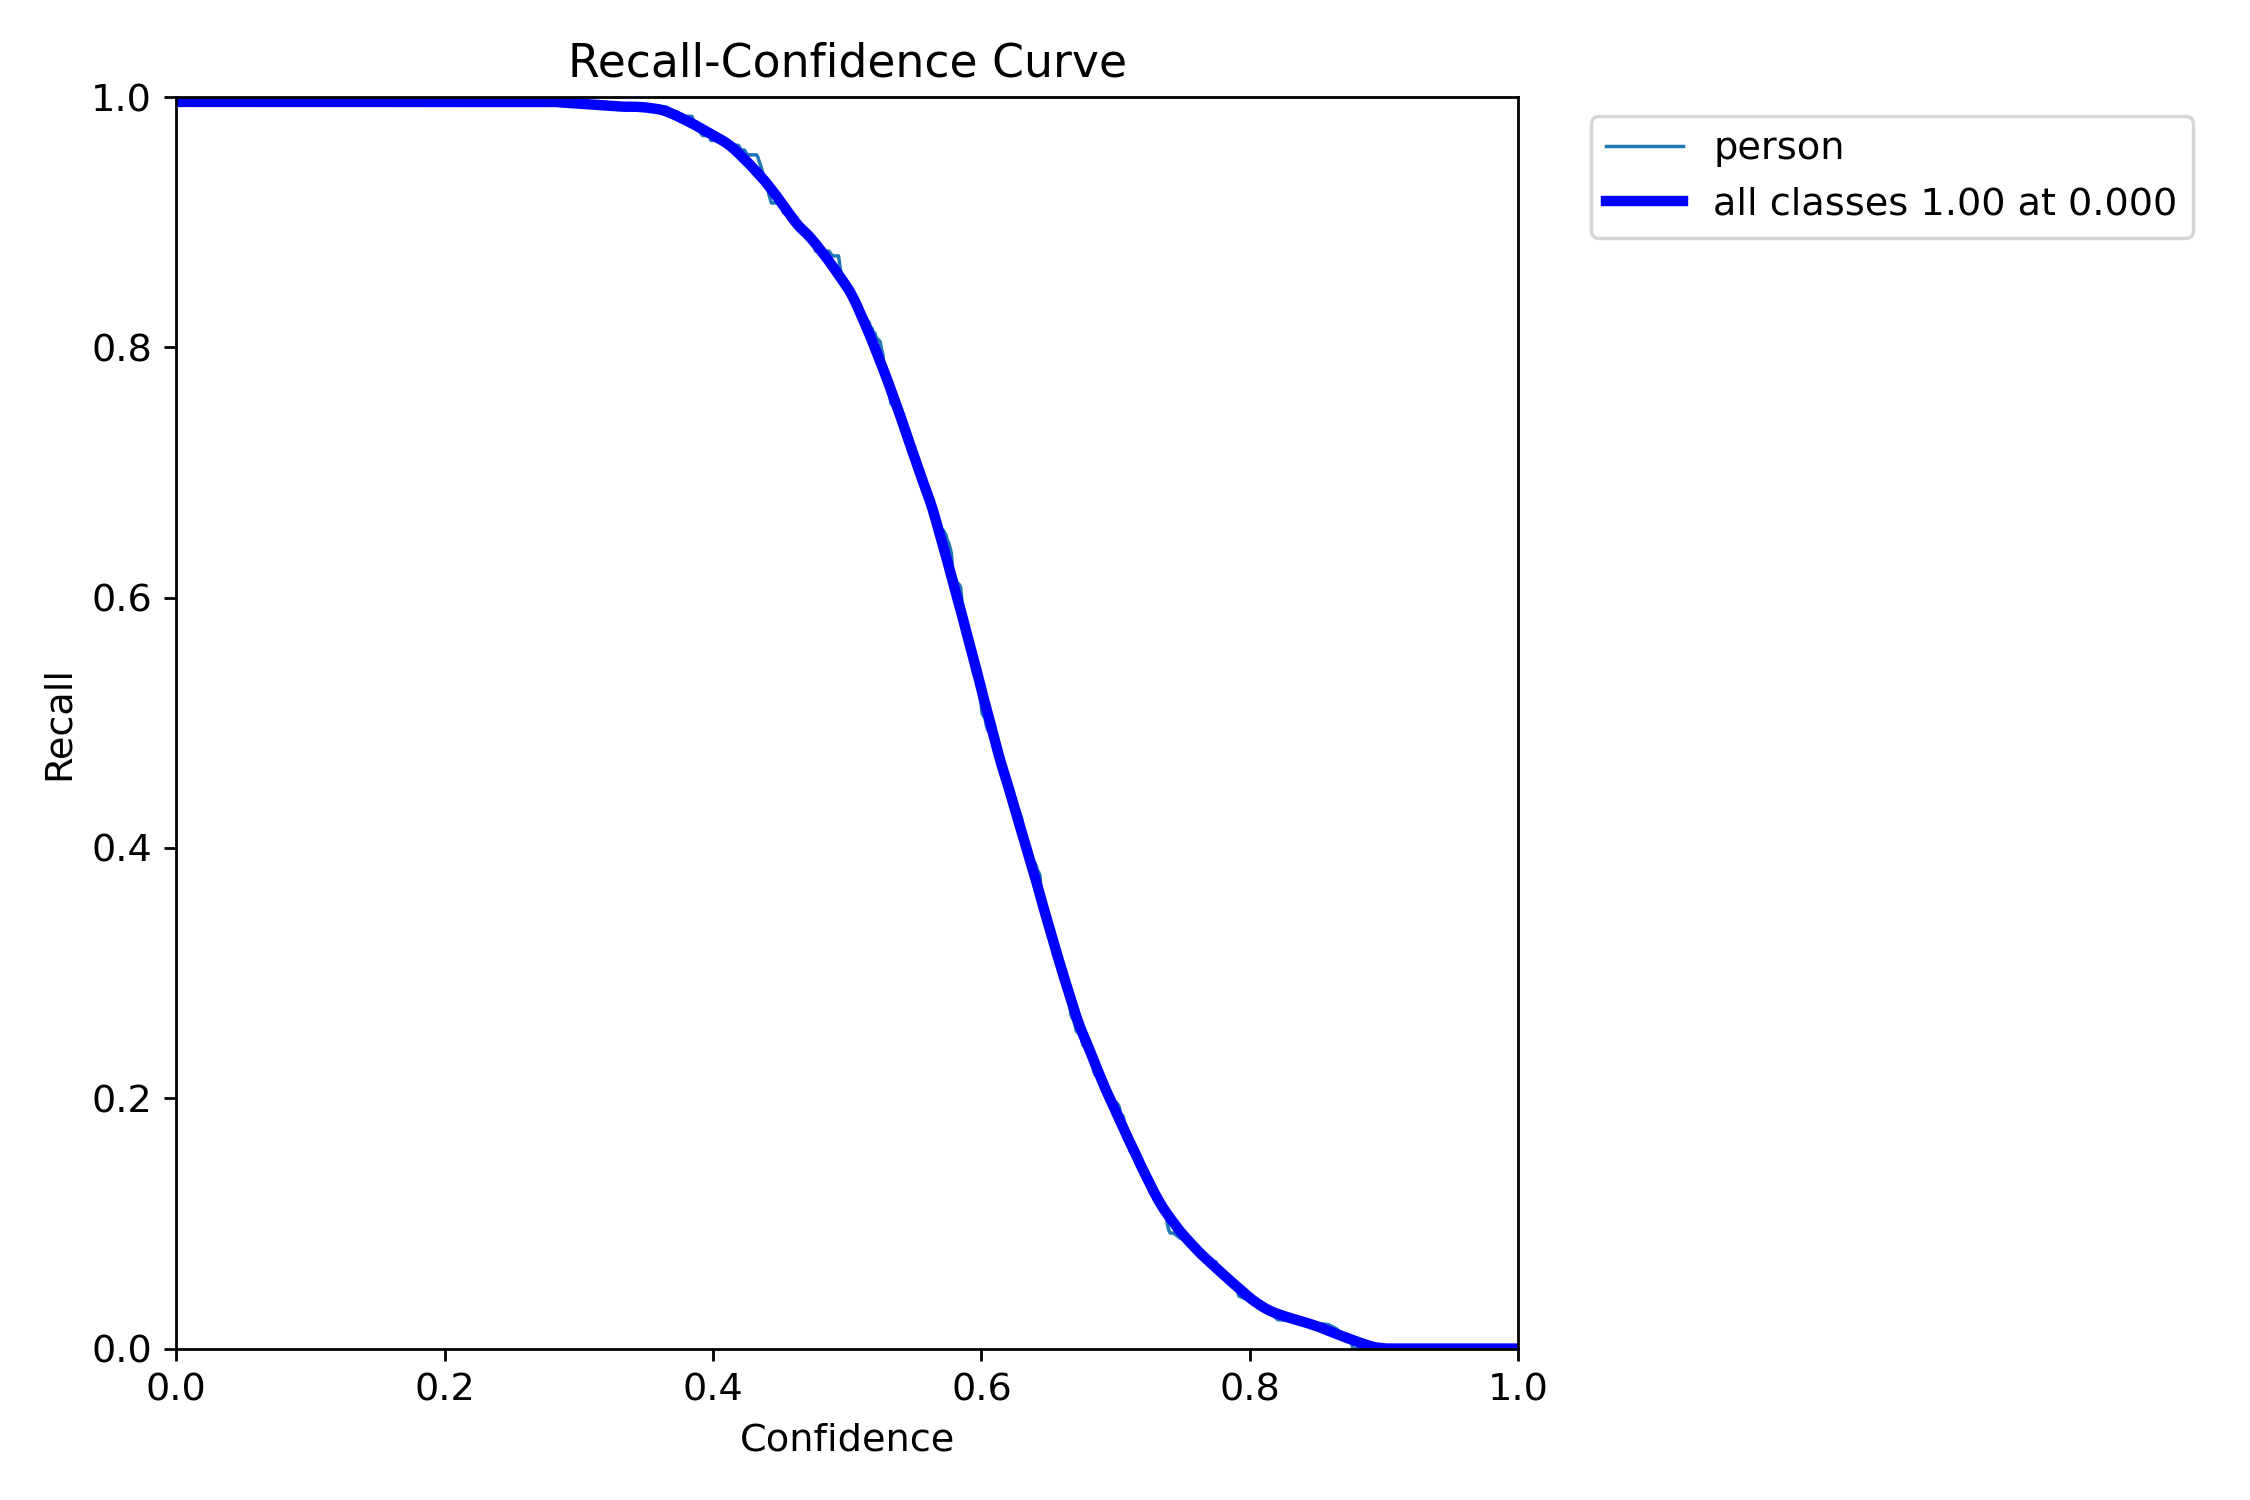 Recall-Confidence Curve
1.0
0.8
0.6
0.4
0.2
0.0
Recall
0.0 0.2 0.4 0.6 0.8 1.0
Confidence
person
all classes 1.00 at 0.000